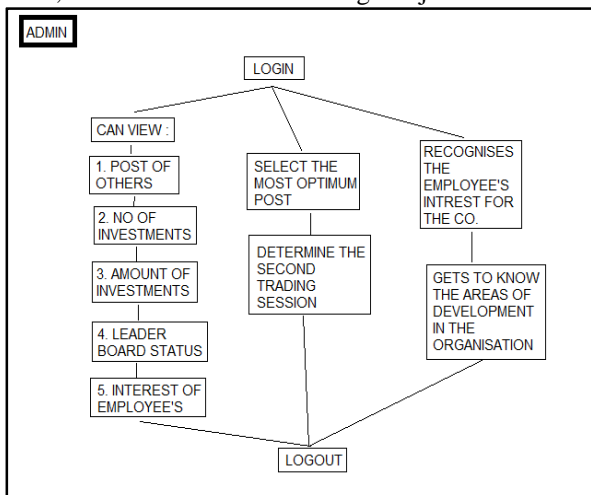 ADMIN
LOGIN
CAN VIEW :
1. POST OF
OTHERS
2. NO OF
INVESTMENTS
3. AMOUNT OF
INVESTMENTS
4. LEADER
BOARD STATUS
5. INTEREST OF
EMPLOYEE'S
SELECT THE
MOST OPTIMUM
POST
DETERMINE THE
SECOND
TRADING
SESSION
RECOGNISES
THE
EMPLOYEE'S
INTREST FOR
THE CO.
GETS TO KNOW
THE AREAS OF
DEVELOPMENT
IN THE
ORGANISATION
LOGOUT